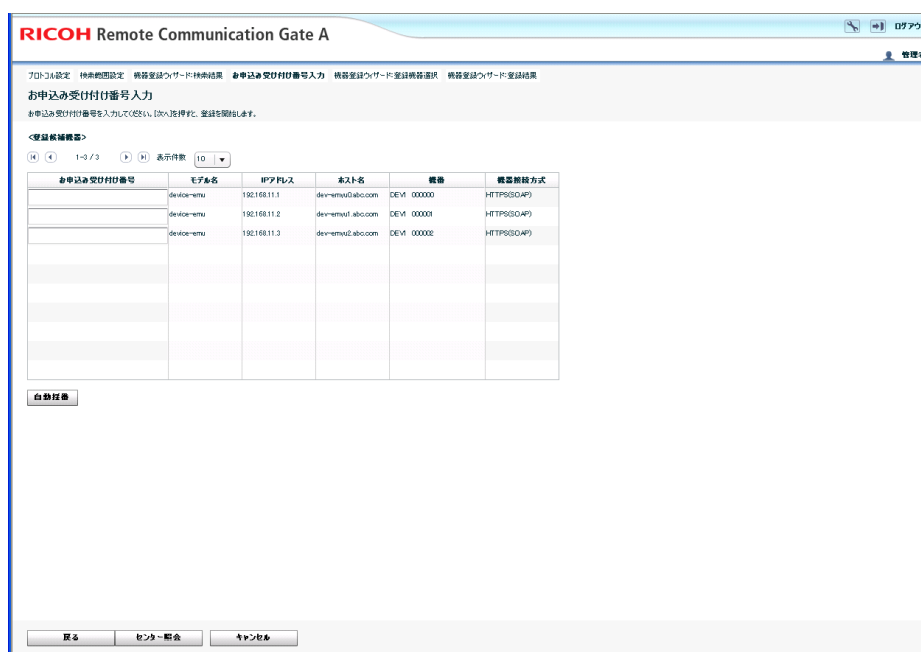 RICOH Remote Communication Gate A
ログアウ
管理者
プロトコル設定 検索範囲設定 機器登録ウィザード:検索結果 お申込み受け付け番号入力 機器登録ウィザード:登録機器選択 機器登録ウィザード:登録結果
お申込み受け付け番号入力
お申込み受け付け番号を入力してください。[次へ]を押すと、登録を開始します。
<登録候補機器>
1-3 / 3 表示件数 10
お申込み受け付け番号 モデル名 IPアドレス ホスト名 機番 機器接続方式
device-emu 192.168.11.1 dev-emyu0.abc.com DEV1 000000 HTTPS(SOAP)
device-emu 192.168.11.2 dev-emyu1.abc.com DEV1 000001 HTTPS(SOAP)
device-emu 192.168.11.3 dev-emyu2.abc.com DEV1 000002 HTTPS(SOAP)
自動採番
戻る センター照会 キャンセル